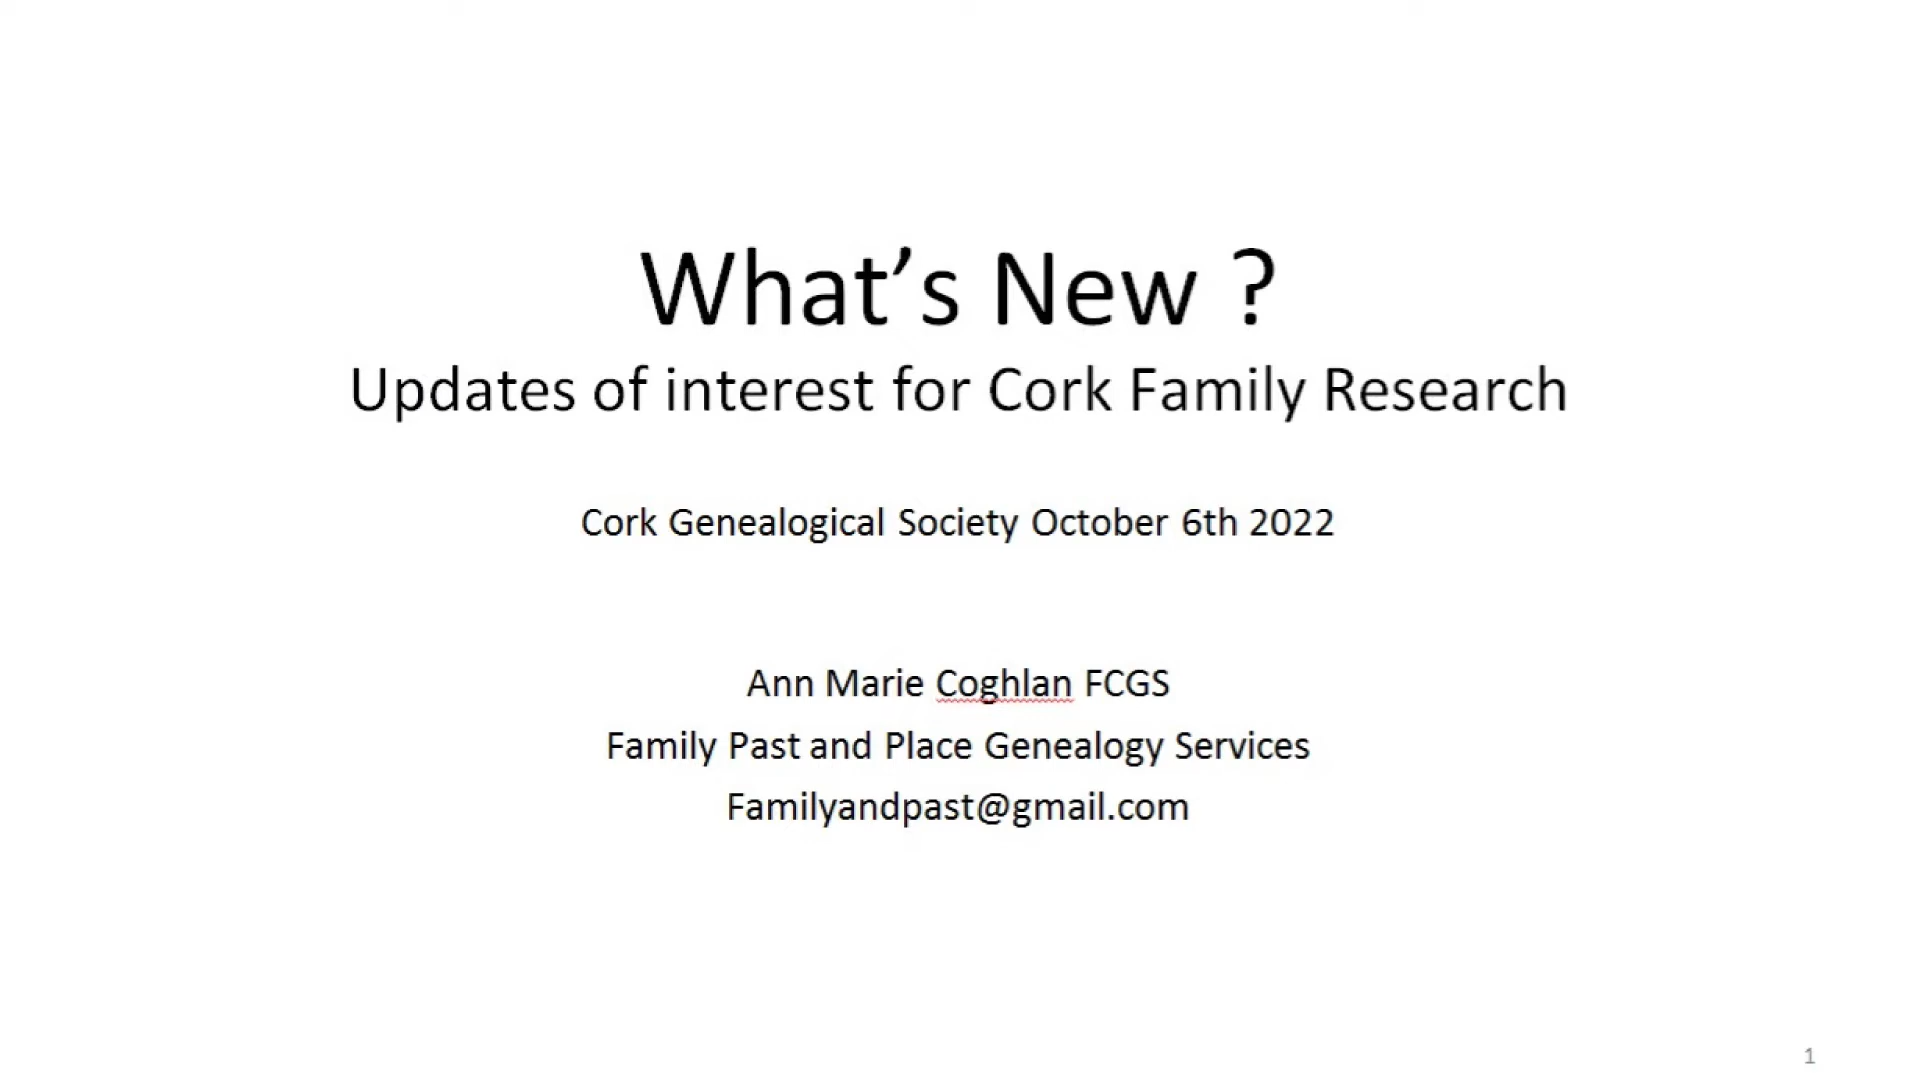 What’s New ?
Updates of interest for Cork Family Research
Cork Genealogical Society October 6th 2022
Ann Marie Coghlan FCGS
Family Past and Place Genealogy Services
Familyandpast@gmail.com
1